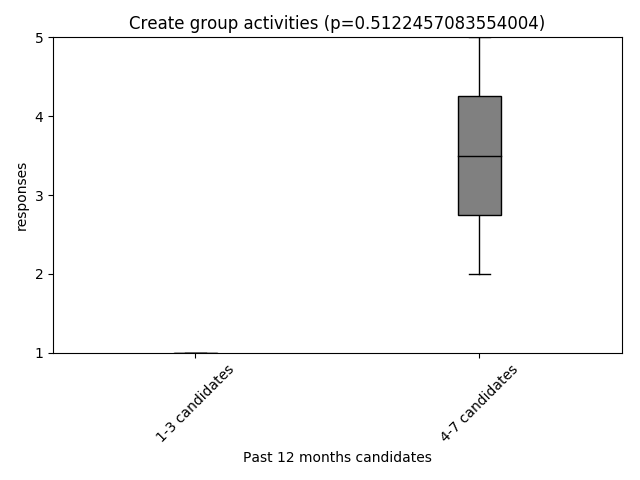 Create group activities (p=0.5122457083554004)
5
4
3
2
1
responses
1-3 candidates
4-7 candidates
Past 12 months candidates